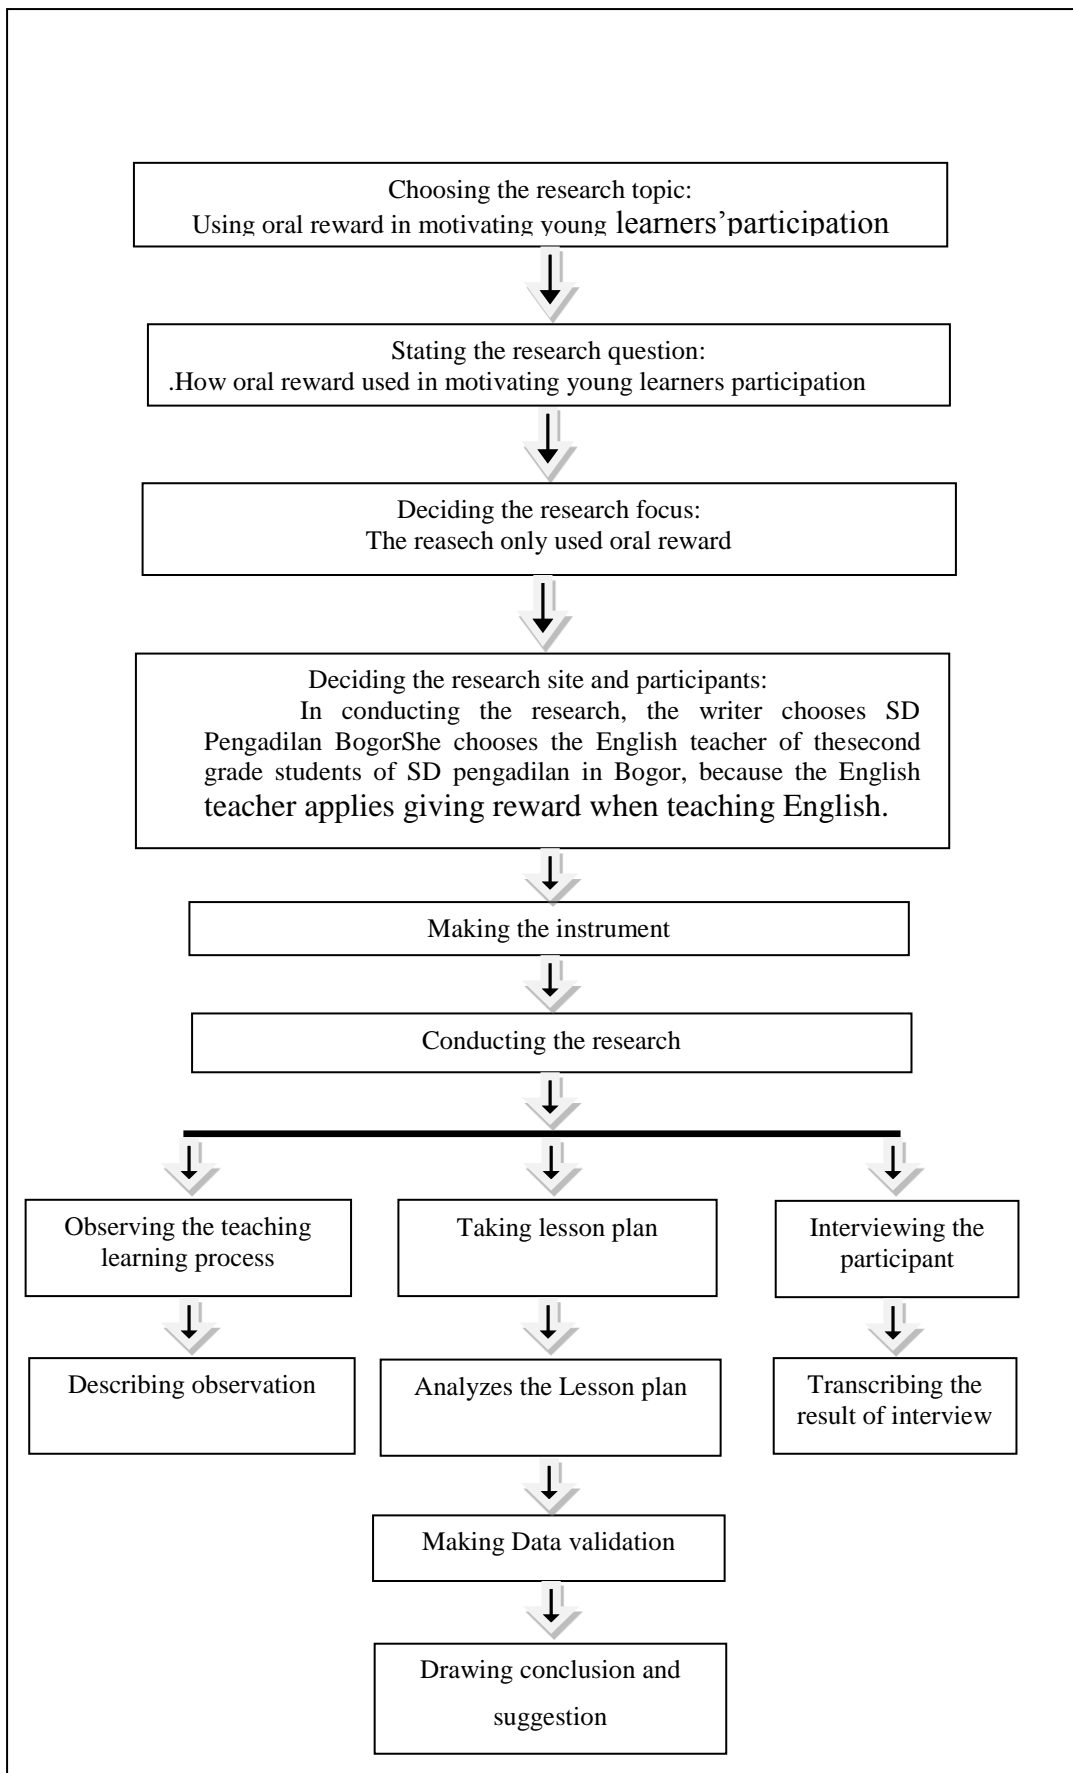 Choosing the research topic:
Using oral reward in motivating young learners’participation
Stating the research question:
.How oral reward used in motivating young learners participation
Deciding the research focus:
The reasech only used oral reward
Deciding the research site and participants:
In conducting the research, the writer chooses SD
Pengadilan BogorShe chooses the English teacher of thesecond
grade students of SD pengadilan in Bogor, because the English
teacher applies giving reward when teaching English.
Making the instrument
Conducting the research
Observing the teaching
learning process
Taking lesson plan
Interviewing the
participant
Describing observation
Analyzes the Lesson plan
Transcribing the
result of interview
Making Data validation
Drawing conclusion and
suggestion